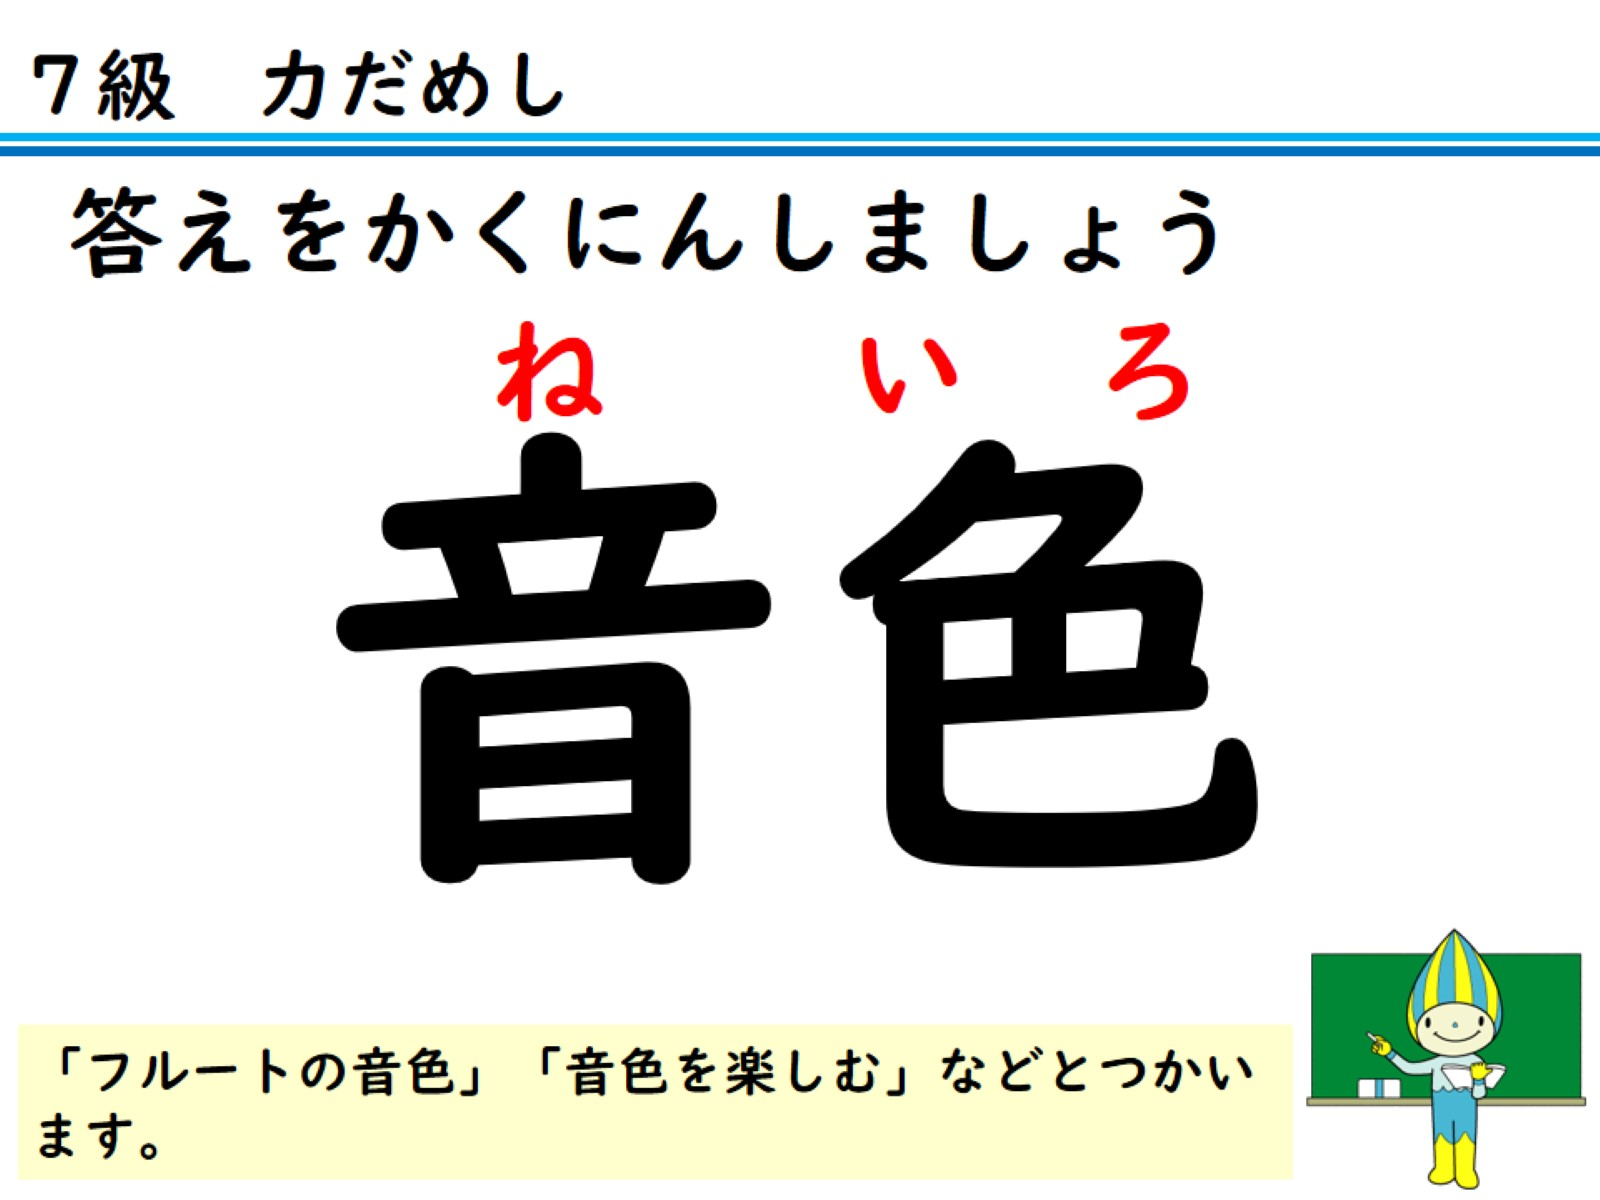 ７級　力だめし
答えをかくにんしましょう
ね　いろ
音色
「フルートの音色」「音色を楽しむ」などとつかい
ます。